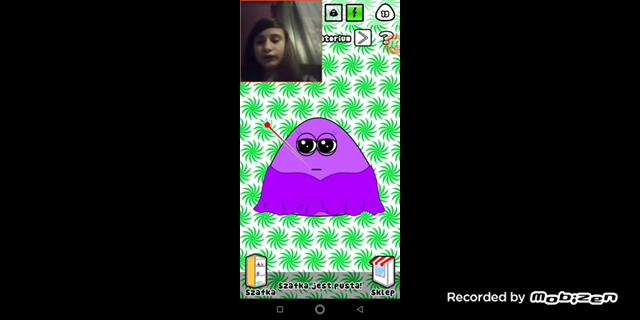 ?
Szafka jest pusta!
Szafka
Sklep
Recorded by Mobizen